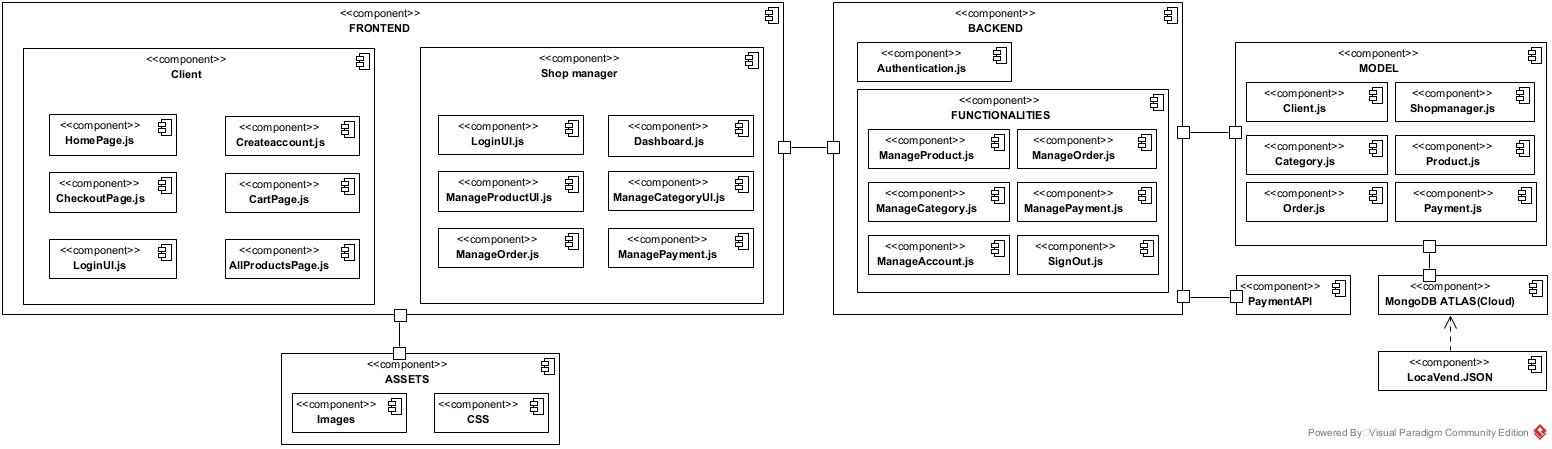 <<component>>
FRONTEND
<<component>>
Client
<<component>>
HomePage.js
<<component>>
Createaccount.js
<<component>>
CheckoutPage.js
<<component>>
CartPage.js
<<component>>
LoginUI.js
<<component>>
AllProductsPage.js
<<component>>
Shop manager
<<component>>
LoginUI.js
<<component>>
Dashboard.js
<<component>>
ManageProductUI.js
<<component>>
ManageCategoryUI.js
<<component>>
ManageOrder.js
<<component>>
ManagePayment.js
<<component>>
ASSETS
<<component>>
Images
<<component>>
CSS
<<component>>
BACKEND
<<component>>
Authentication.js
<<component>>
FUNCTIONALITIES
<<component>>
ManageProduct.js
<<component>>
ManageOrder.js
<<component>>
ManageCategory.js
<<component>>
ManagePayment.js
<<component>>
ManageAccount.js
<<component>>
SignOut.js
<<component>>
MODEL
<<component>>
Client.js
<<component>>
Shopmanager.js
<<component>>
Category.js
<<component>>
Product.js
<<component>>
Order.js
<<component>>
Payment.js
<<component>>
PaymentAPI
<<component>>
MongoDB ATLAS(Cloud)
<<component>>
LocaVend.JSON
Powered By Visual Paradigm Community Edition